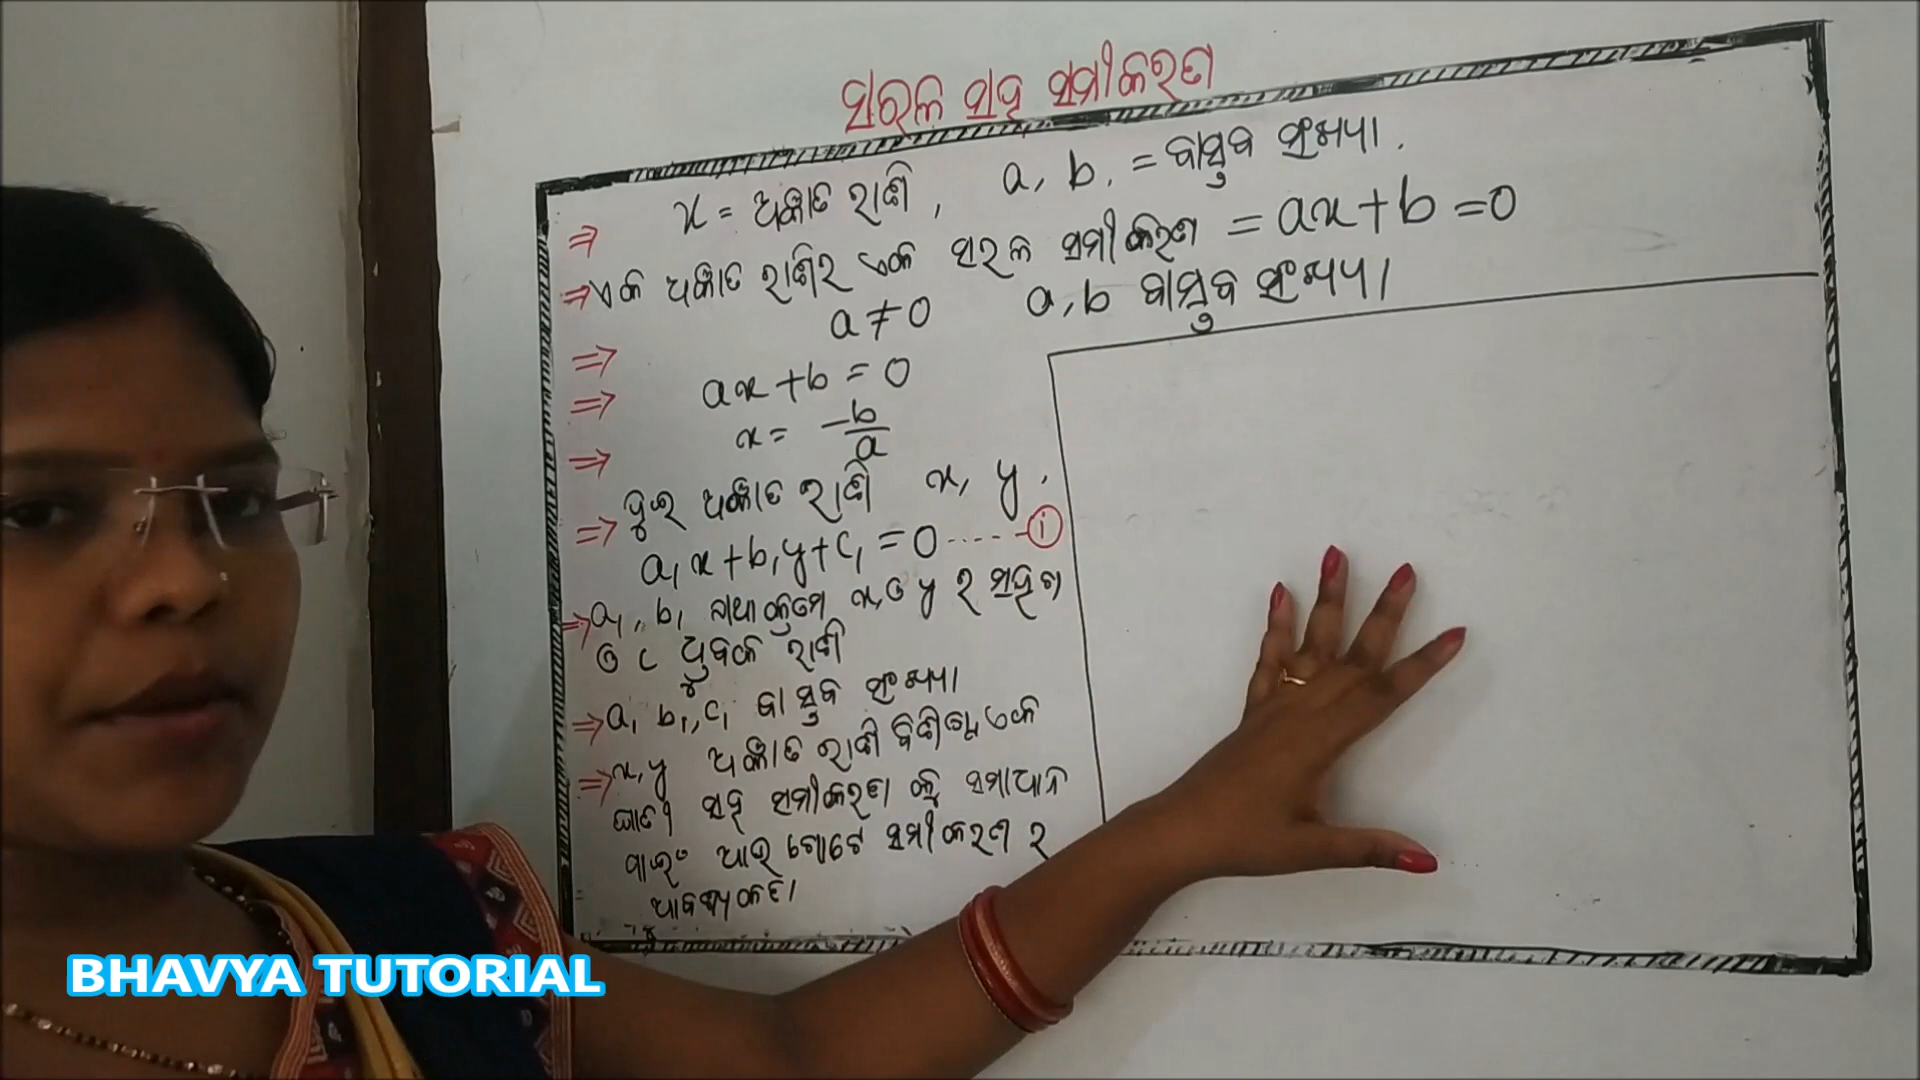 ସରଳ ସହ ସମୀକରଣ
⇒ x = ଅଜ୍ଞାତ ରାଶି, a, b, = ବାସ୍ତବ ସଂଖ୍ୟା.
⇒ ଏକ ଅଜ୍ଞାତ ରାଶିର ଏକ ସରଳ ସମୀକରଣ = ax+b=0
a≠0 a,b ବାସ୍ତବ ସଂଖ୍ୟା
⇒ ax+b=0
⇒ x= -b/a
⇒ ଦୁଇ ଅଜ୍ଞାତ ରାଶି x, y.
⇒ a₁x+b₁y+c₁=0-----ⓘ
⇒ a₁, b₁ ଯଥାକ୍ରମେ x, ଓ y ର ସହଗ
ଓ c ଧ୍ରୁବକ ରାଶି
⇒ a₁ b₁, c₁ ବାସ୍ତବ ସଂଖ୍ୟା
⇒ x,y ଅଜ୍ଞାତ ରାଶି ବିଶିଷ୍ଟ ଏକ
ଘାତୀ ସହ ସମୀକରଣ କୁ ସମାଧାନ
ପାଇଁ ଆଉ ଗୋଟେ ସମୀକରଣ ର
ଆବଶ୍ୟକତା
BHAVYA TUTORIAL